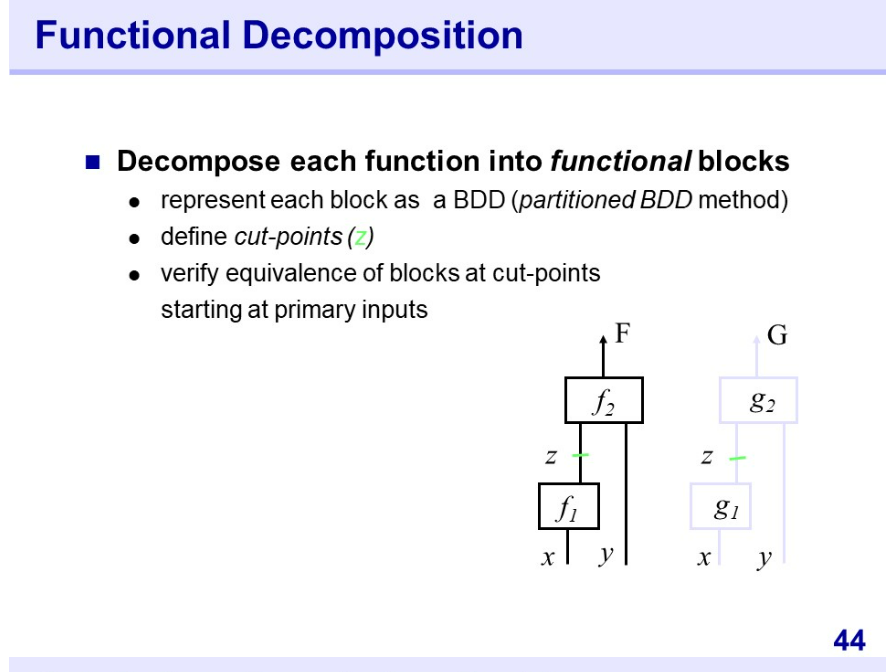 Functional Decomposition
Decompose each function into functional blocks
represent each block as a BDD (partitioned BDD method)
define cut-points (z)
verify equivalence of blocks at cut-points
starting at primary inputs
F G
f2 g2
z z
f1 g1
x y x y
44